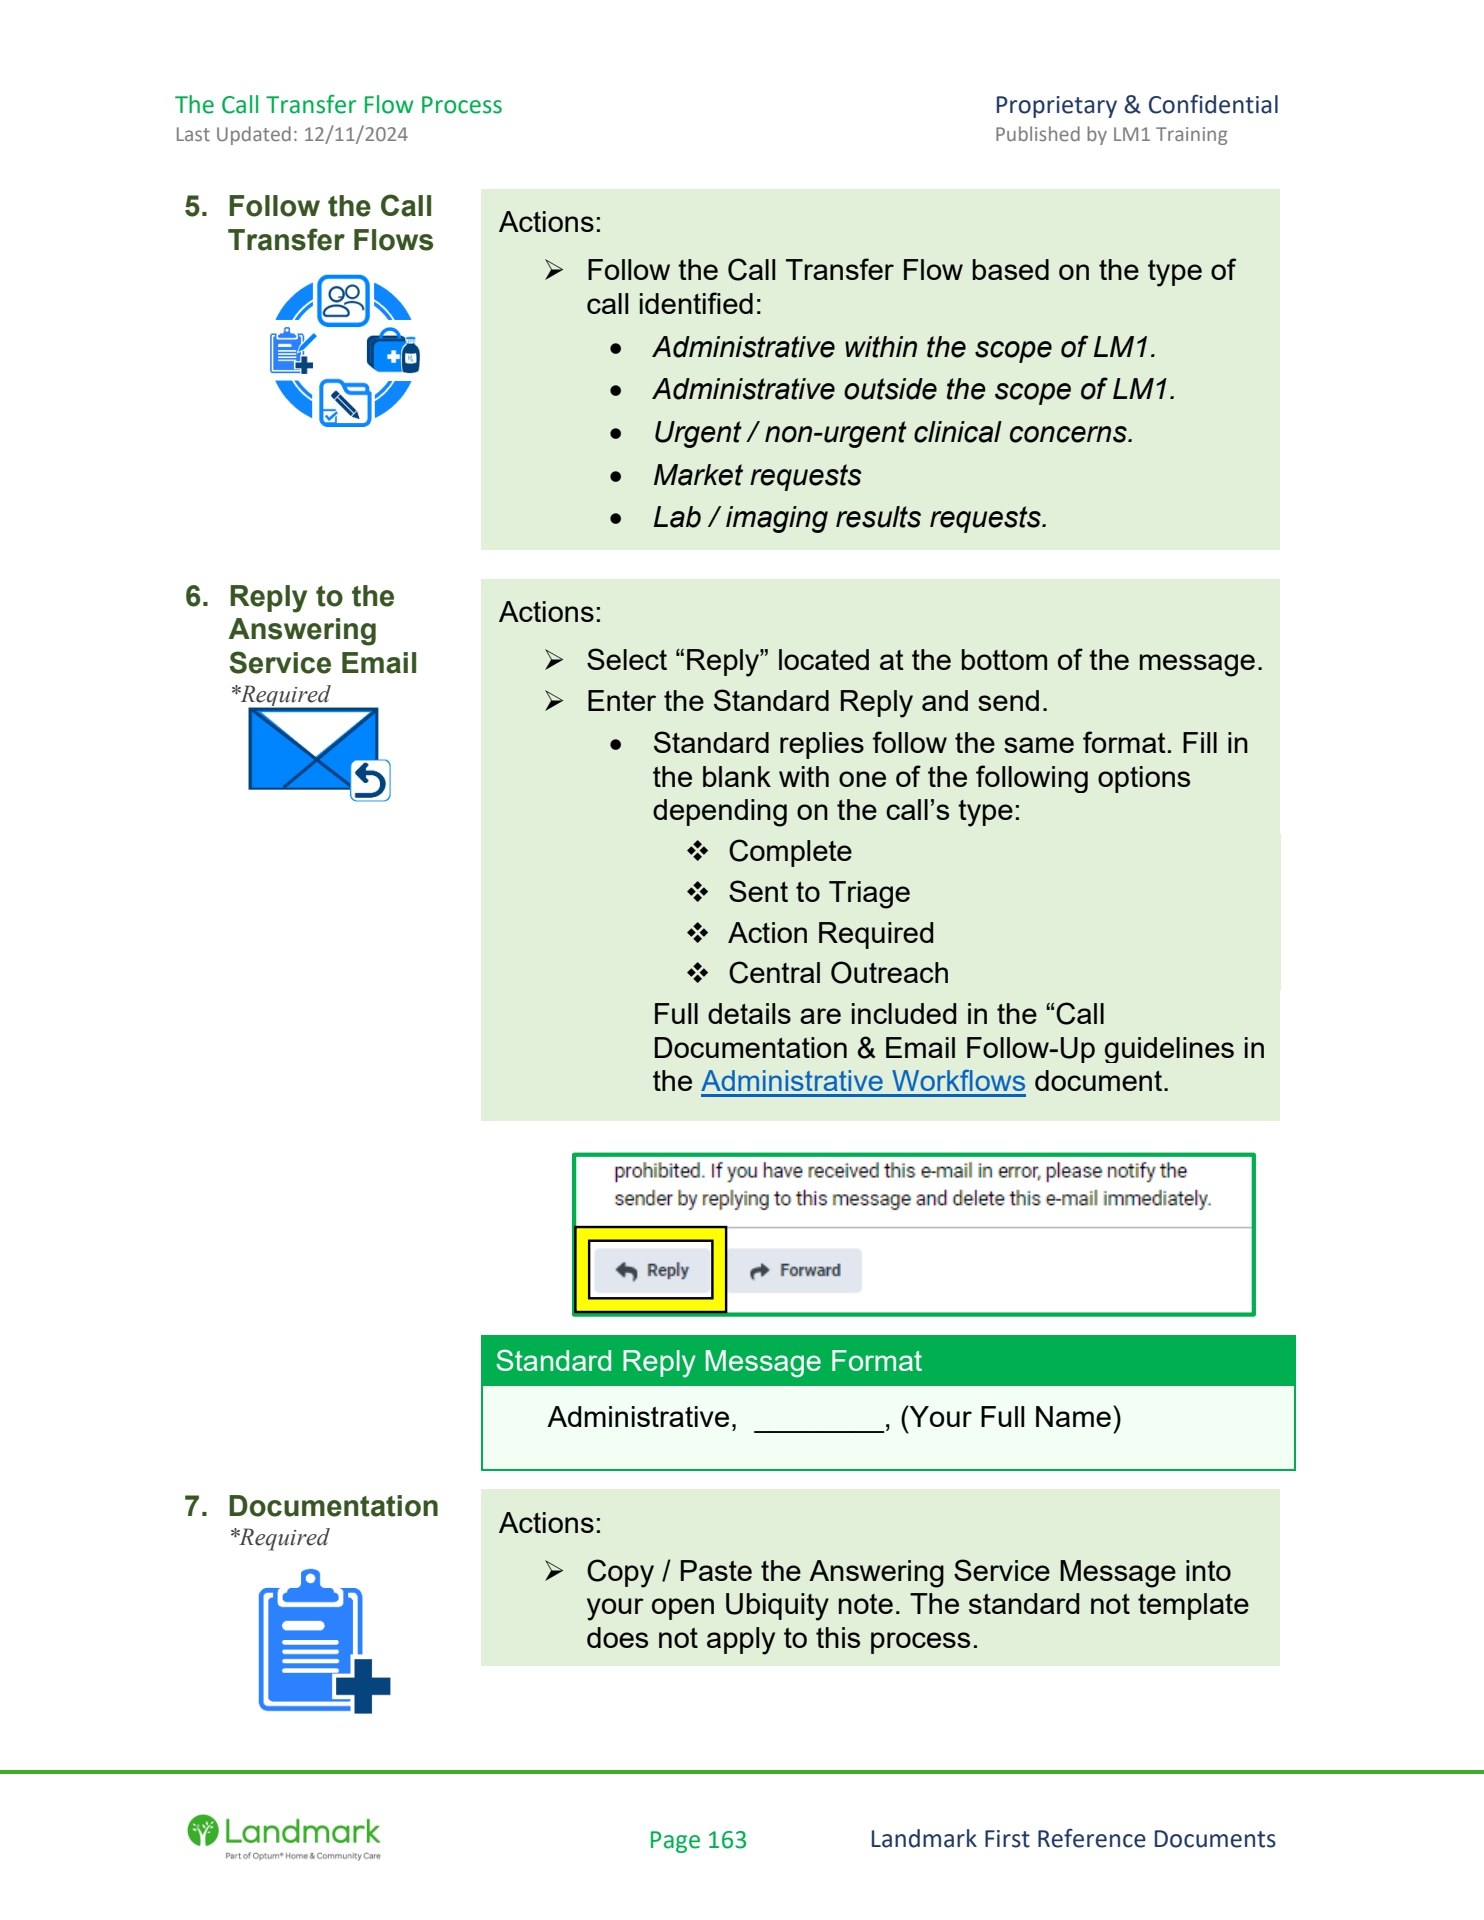 The Call Transfer Flow Process
Proprietary & Confidential
Last Updated: 12/11/2024
Published by LM1 Training
5. Follow the Call
Transfer Flows
Actions:
➢ Follow the Call Transfer Flow based on the type of
call identified:
• Administrative within the scope of LM1.
• Administrative outside the scope of LM1.
• Urgent / non-urgent clinical concerns.
• Market requests
• Lab / imaging results requests.
6. Reply to the
Answering
Service Email
*Required
Actions:
➢ Select “Reply” located at the bottom of the message.
➢ Enter the Standard Reply and send.
• Standard replies follow the same format. Fill in
the blank with one of the following options
depending on the call’s type:
❖ Complete
❖ Sent to Triage
❖ Action Required
❖ Central Outreach
Full details are included in the “Call
Documentation & Email Follow-Up guidelines in
the Administrative Workflows document.
prohibited. If you have received this e-mail in error, please notify the
sender by replying to this message and delete this e-mail immediately.
Reply
Forward
Standard Reply Message Format
Administrative, ________, (Your Full Name)
7. Documentation
*Required
Actions:
➢ Copy / Paste the Answering Service Message into
your open Ubiquity note. The standard not template
does not apply to this process.
Landmark
Part of Optum® Home & Community Care
Page 163
Landmark First Reference Documents